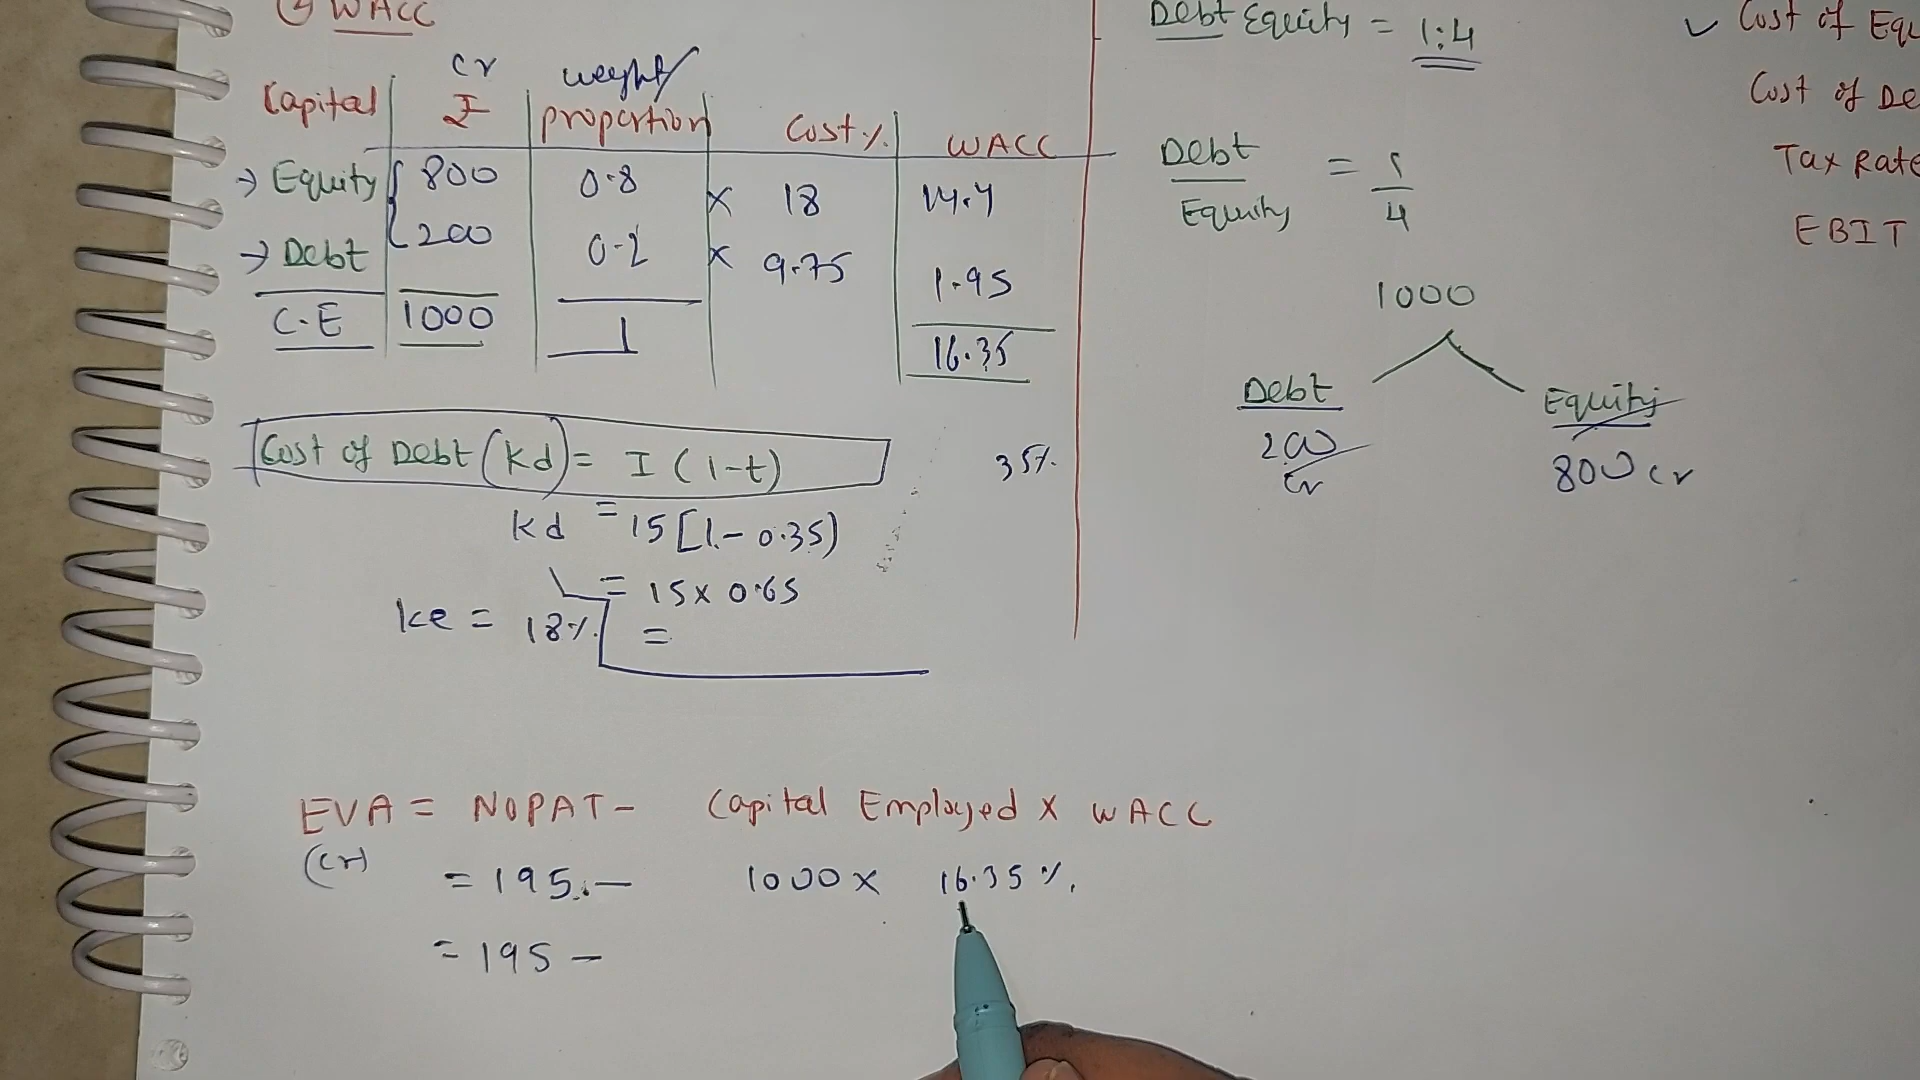 ② WACC
Capital | cr I | weight/ proportion | Cost % | WACC
→ Equity 800 0.8 × 18 14.4
→ Debt 200 0.2 × 9.75 1.95
C.E 1000 1 16.35
Cost of Debt (kd) = I (1-t) 35%
kd = 15 [1 - 0.35)
= 15 x 0.65
ke = 18% =
EVA = NOPAT - Capital Employed x WACC
(cr) = 195 - 1000 x 16.35 %
= 195 -
Debt Equity = 1:4
Debt = 1
Equity 4
1000
Debt Equity
200 800 cr
cr
✓ Cost of Equ
Cost of De
Tax Rate
EBIT